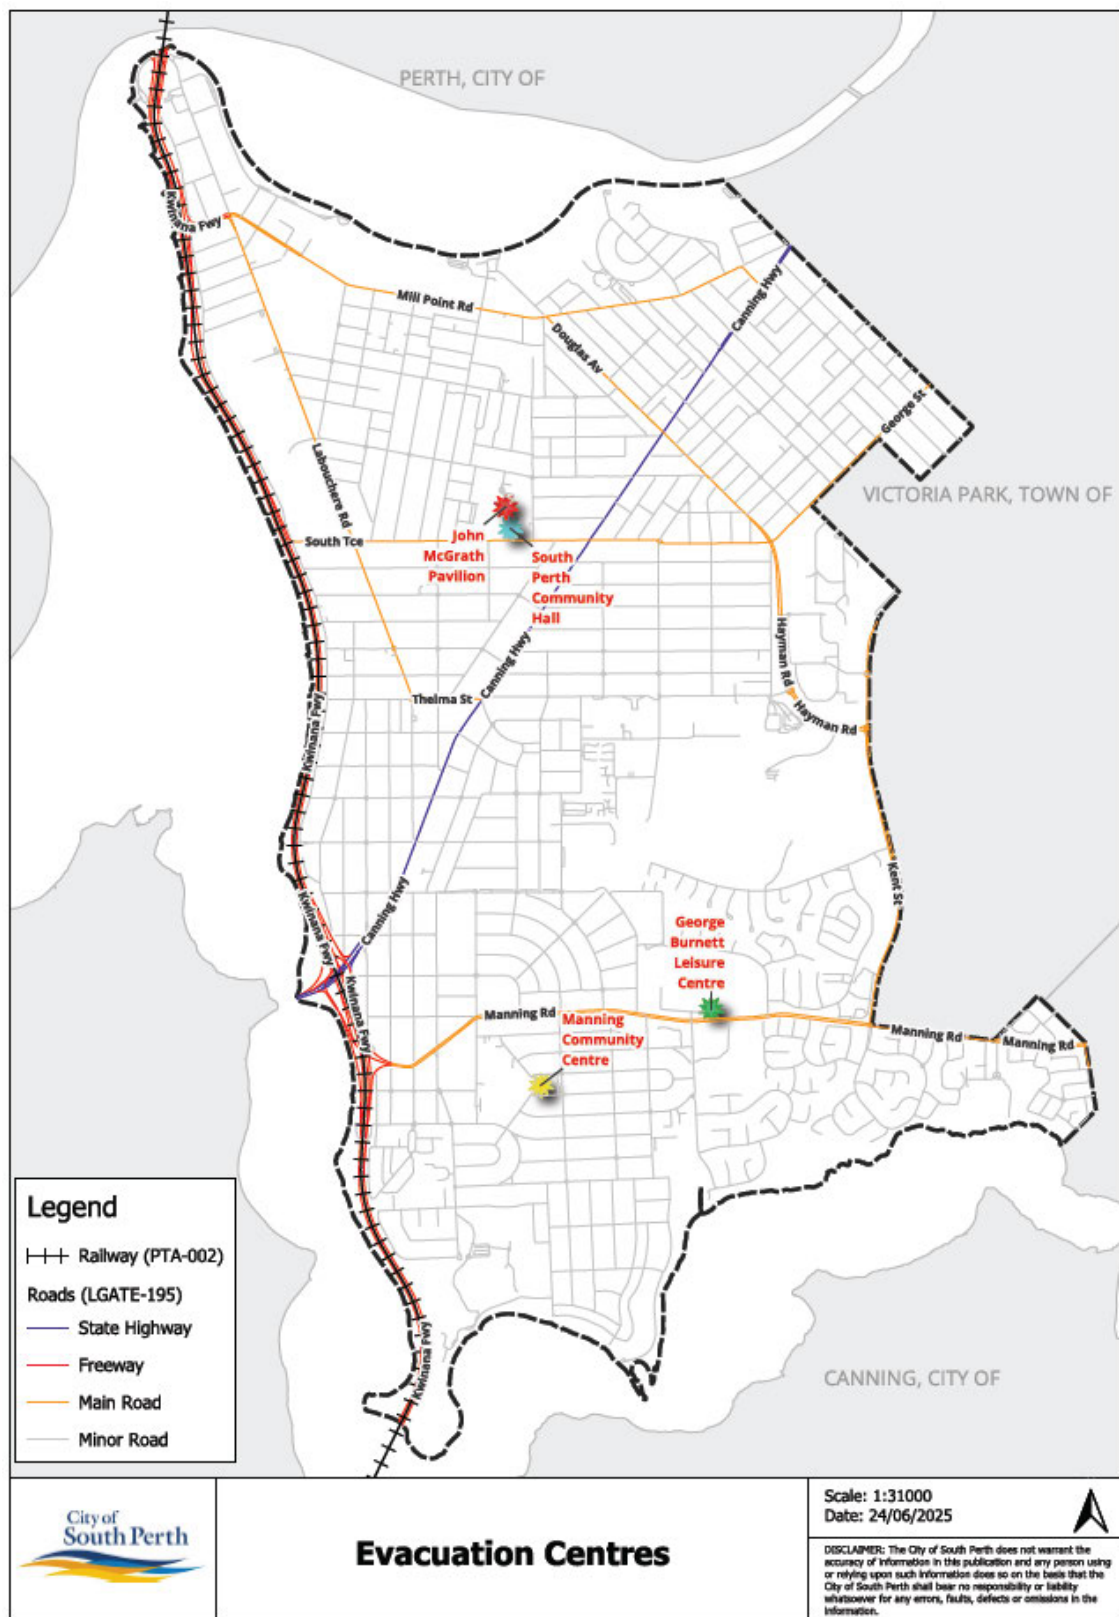 PERTH, CITY OF
Kwinana Fwy
Mill Point Rd
Canning Hwy
Douglas Av
George St
VICTORIA PARK, TOWN OF
Labouchere Rd
South Tce
John
McGrath
Pavilion
South
Perth
Community
Hall
Canning Hwy
Hayman Rd
Hayman Rd
Thelma St
Kwinana Fwy
Kent St
Canning Hwy
Kwinana Fwy
Kwinana Fwy
George
Burnett
Leisure
Centre
Manning Rd
Manning
Community
Centre
Manning Rd
Manning Rd
Kwinana Fwy
CANNING, CITY OF
Legend
Railway (PTA-002)
Roads (LGATE-195)
State Highway
Freeway
Main Road
Minor Road
City of
South Perth
Evacuation Centres
Scale: 1:31000
Date: 24/06/2025
DISCLAIMER: The City of South Perth does not warrant the
accuracy of information in this publication and any person using
or relying upon such information does so on the basis that the
City of South Perth shall bear no responsibility or liability
whatsoever for any errors, faults, defects or omissions in the
information.